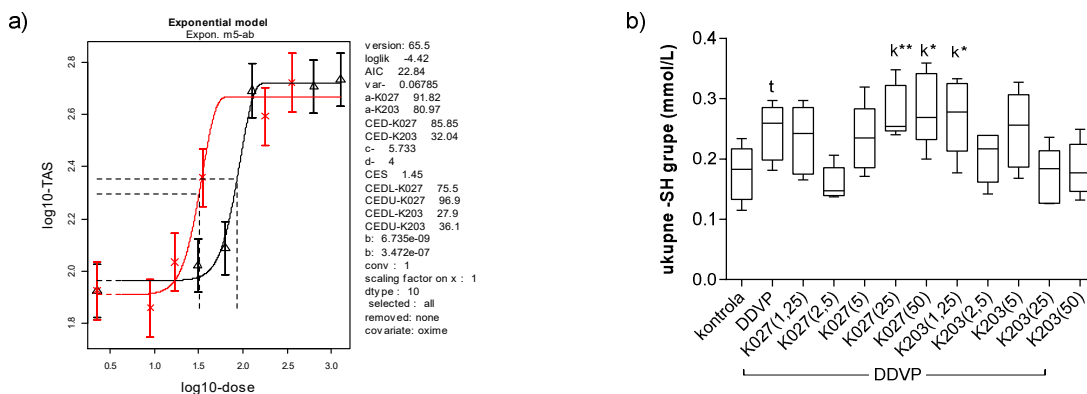 a)
Exponential model
Expon. m5-ab
log10-TAS
2.8
2.6
2.4
2.2
2.0
1.8
0.5 1.0 1.5 2.0 2.5 3.0
log10-dose
version: 65.5
loglik -4.42
AIC 22.84
var- 0.06785
a-K027 91.82
a-K203 80.97
CED-K027 85.85
CED-K203 32.04
c- 5.733
d- 4
CES 1.45
CEDL-K027 75.5
CEDU-K027 96.9
CEDL-K203 27.9
CEDU-K203 36.1
b: 6.735e-09
b: 3.472e-07
conv : 1
scaling factor on x : 1
dtype : 10
selected : all
removed: none
covariate: oxime
b)
ukupne -SH grupe (mmol/L)
0.4
0.3
0.2
0.1
0.0
t k** k* k*
kontrola
DDVP
K027(1,25)
K027(2,5)
K027(5)
K027(25)
K027(50)
K203(1,25)
K203(2,5)
K203(5)
K203(25)
K203(50)
DDVP